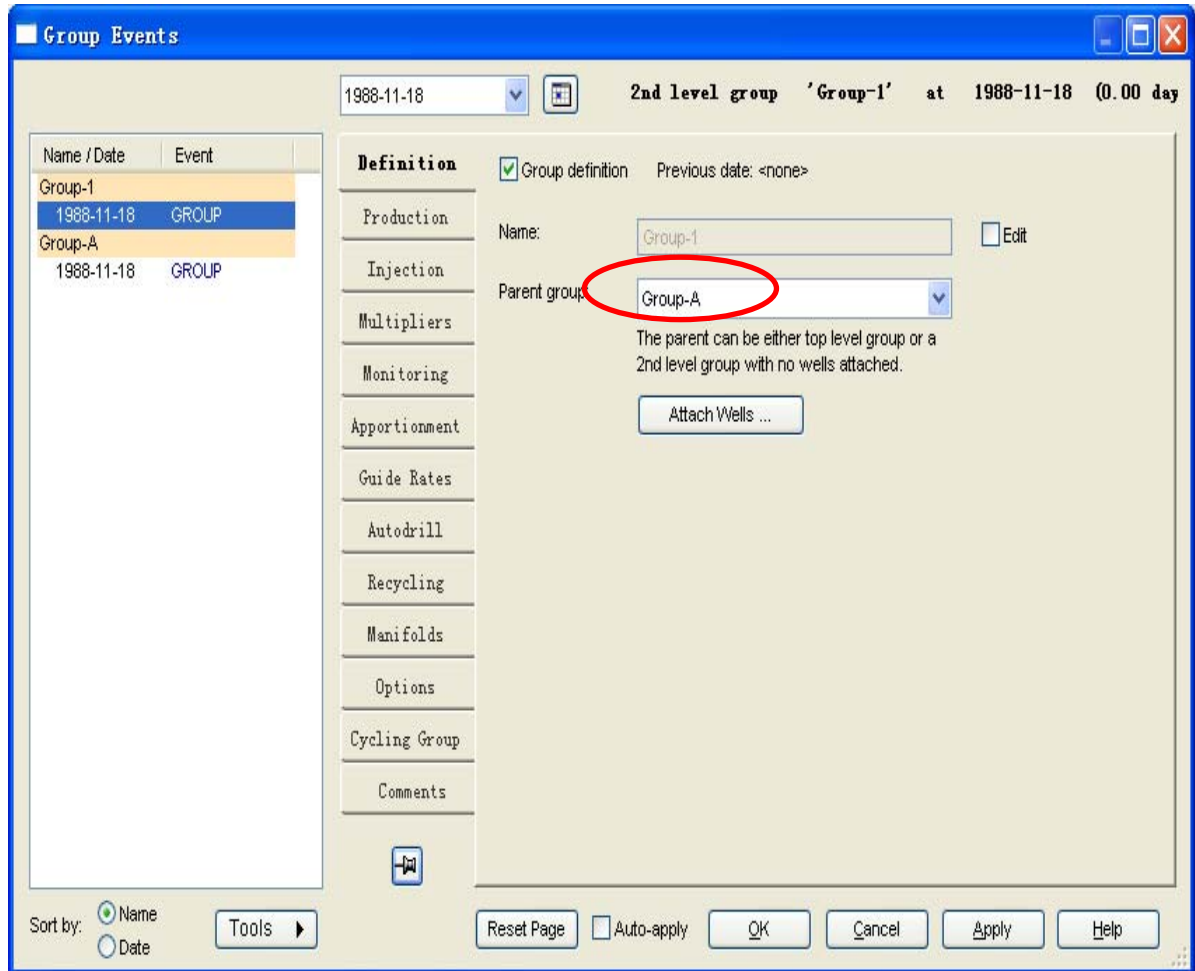 Group Events
1988-11-18
2nd level group 'Group-1' at 1988-11-18 (0.00 day
Name / Date Event
Group-1
1988-11-18 GROUP
Group-A
1988-11-18 GROUP
Definition
Production
Injection
Multipliers
Monitoring
Apportionment
Guide Rates
Autodrill
Recycling
Manifolds
Options
Cycling Group
Comments
Group definition Previous date: <none>
Name: Group-1 Edit
Parent group: Group-A
The parent can be either top level group or a
2nd level group with no wells attached.
Attach Wells ...
Sort by: Name
Date
Tools
Reset Page Auto-apply OK Cancel Apply Help